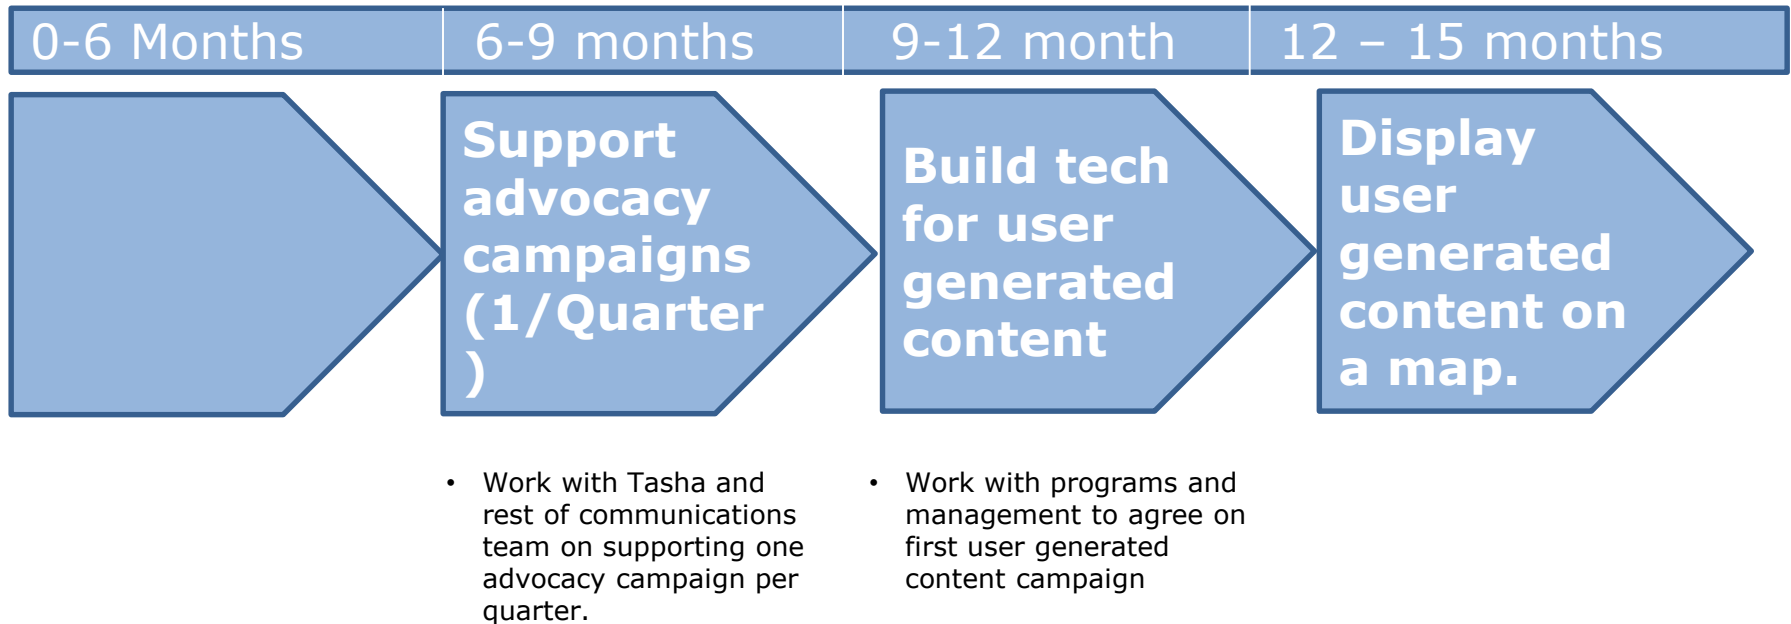 0-6 Months
6-9 months
9-12 month
12 – 15 months
Support
advocacy
campaigns
(1/Quarter
)
Build tech
for user
generated
content
Display
user
generated
content on
a map.
• Work with Tasha and
rest of communications
team on supporting one
advocacy campaign per
quarter.
• Work with programs and
management to agree on
first user generated
content campaign